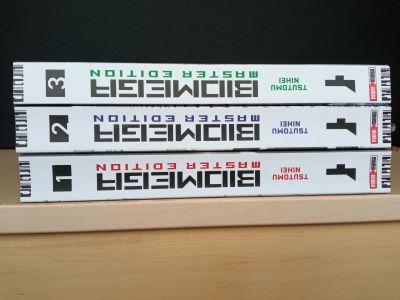 3
BIOMEGA
MASTER EDITION
TSUTOMU
NIHEI
2
BIOMEGA
MASTER EDITION
TSUTOMU
NIHEI
1
BIOMEGA
MASTER EDITION
TSUTOMU
NIHEI